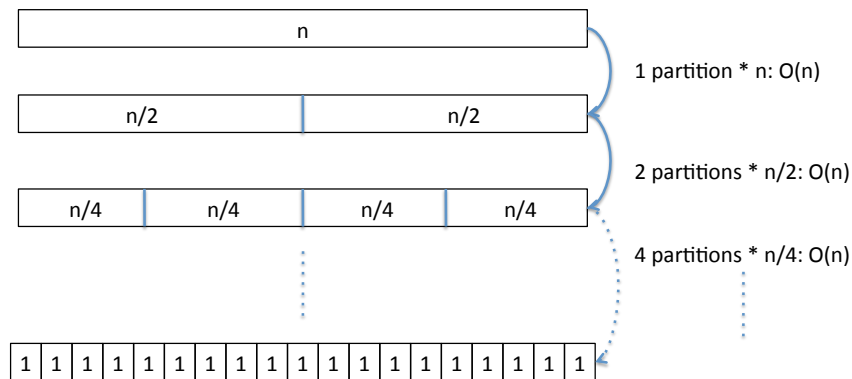 n
1 partition * n: O(n)
n/2 n/2
2 partitions * n/2: O(n)
n/4 n/4 n/4 n/4
4 partitions * n/4: O(n)
1 1 1 1 1 1 1 1 1 1 1 1 1 1 1 1 1 1 1